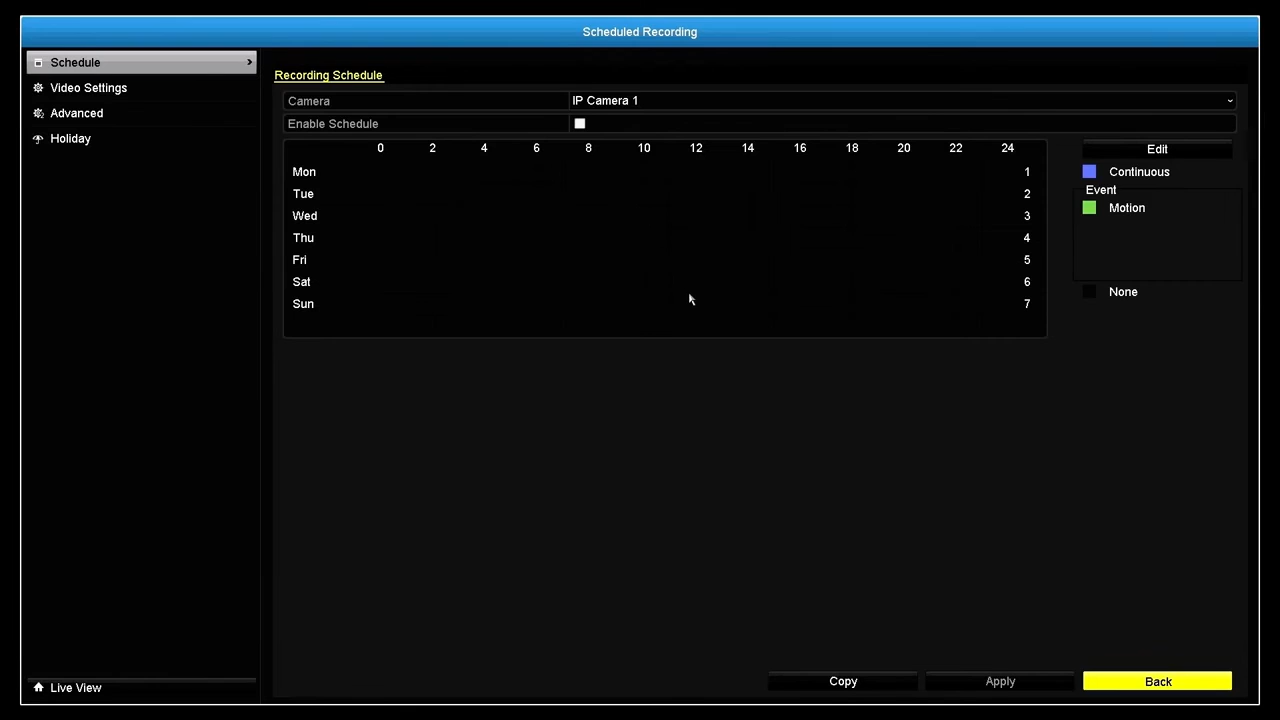 Scheduled Recording
Schedule
Video Settings
Advanced
Holiday
Live View
Recording Schedule
Camera IP Camera 1
Enable Schedule
0 2 4 6 8 10 12 14 16 18 20 22 24
Mon 1
Tue 2
Wed 3
Thu 4
Fri 5
Sat 6
Sun 7
Edit
Continuous
Event
Motion
None
Copy Apply Back